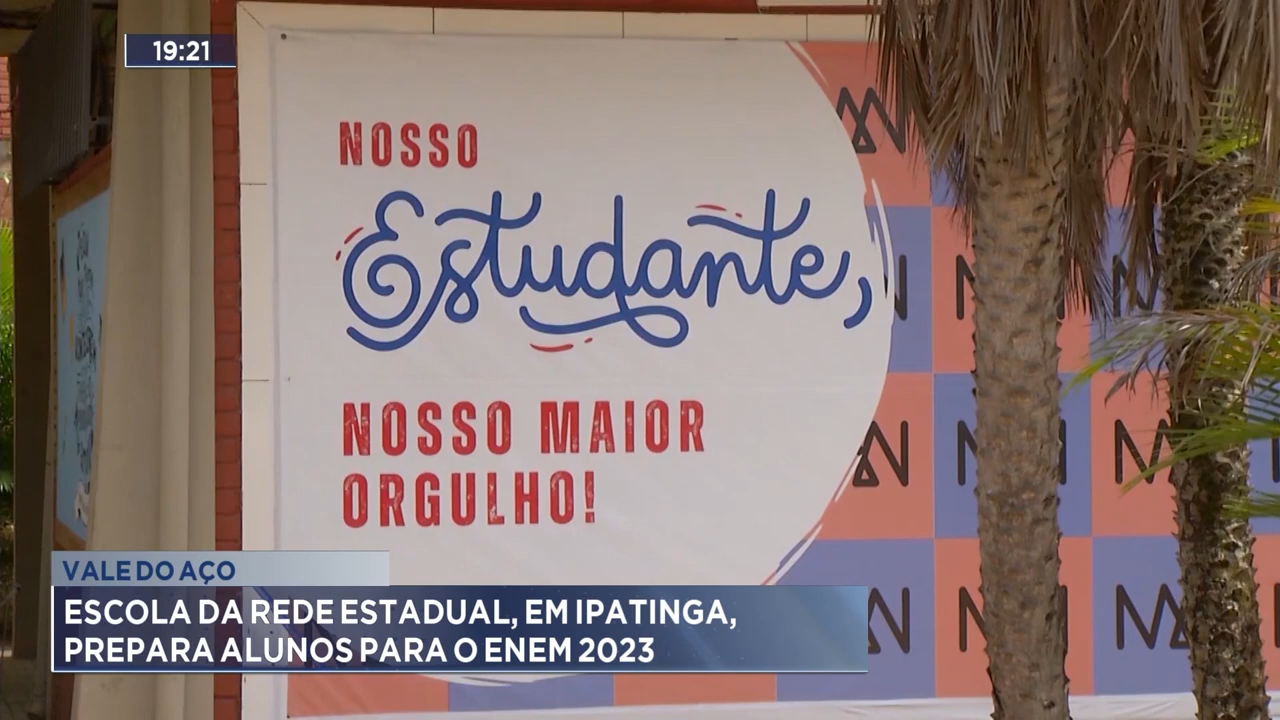 19:21
NOSSO
Estudante,
NOSSO MAIOR
ORGULHO!
VALE DO AÇO
ESCOLA DA REDE ESTADUAL, EM IPATINGA,
PREPARA ALUNOS PARA O ENEM 2023